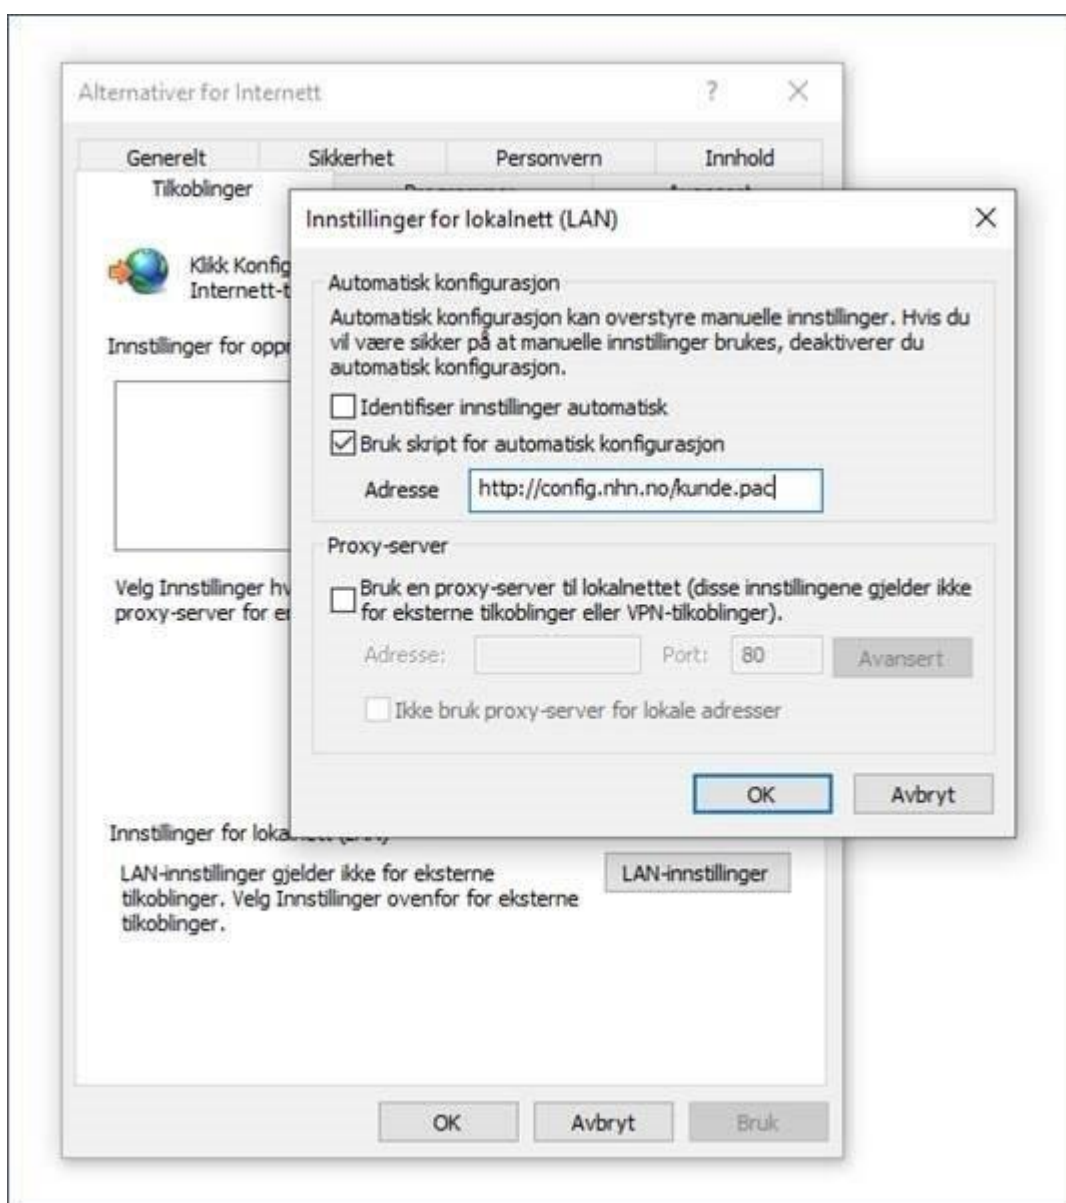 Alternativer for Internett
?
Generelt
Sikkerhet
Personvern
Innhold
Tilkoblinger
Innstillinger for lokalnett (LAN)
Klikk Konfig
Internett-t
Innstillinger for oppr
Automatisk konfigurasjon
Automatisk konfigurasjon kan overstyre manuelle innstillinger. Hvis du
vil være sikker på at manuelle innstillinger brukes, deaktiverer du
automatisk konfigurasjon.
Identifiser innstillinger automatisk
Bruk skript for automatisk konfigurasjon
Adresse
http://config.nhn.no/kunde.pac
Proxy-server
Velg Innstillinger hv
proxy-server for e
Bruk en proxy-server til lokalnettet (disse innstillingene gjelder ikke
for eksterne tilkoblinger eller VPN-tilkoblinger).
Adresse:
Port:
80
Avansert
Ikke bruk proxy-server for lokale adresser
OK
Avbryt
Innstillinger for lokalnett (LAN)
LAN-innstillinger gjelder ikke for eksterne
tilkoblinger. Velg Innstillinger ovenfor for eksterne
tilkoblinger.
LAN-innstillinger
OK
Avbryt
Bruk